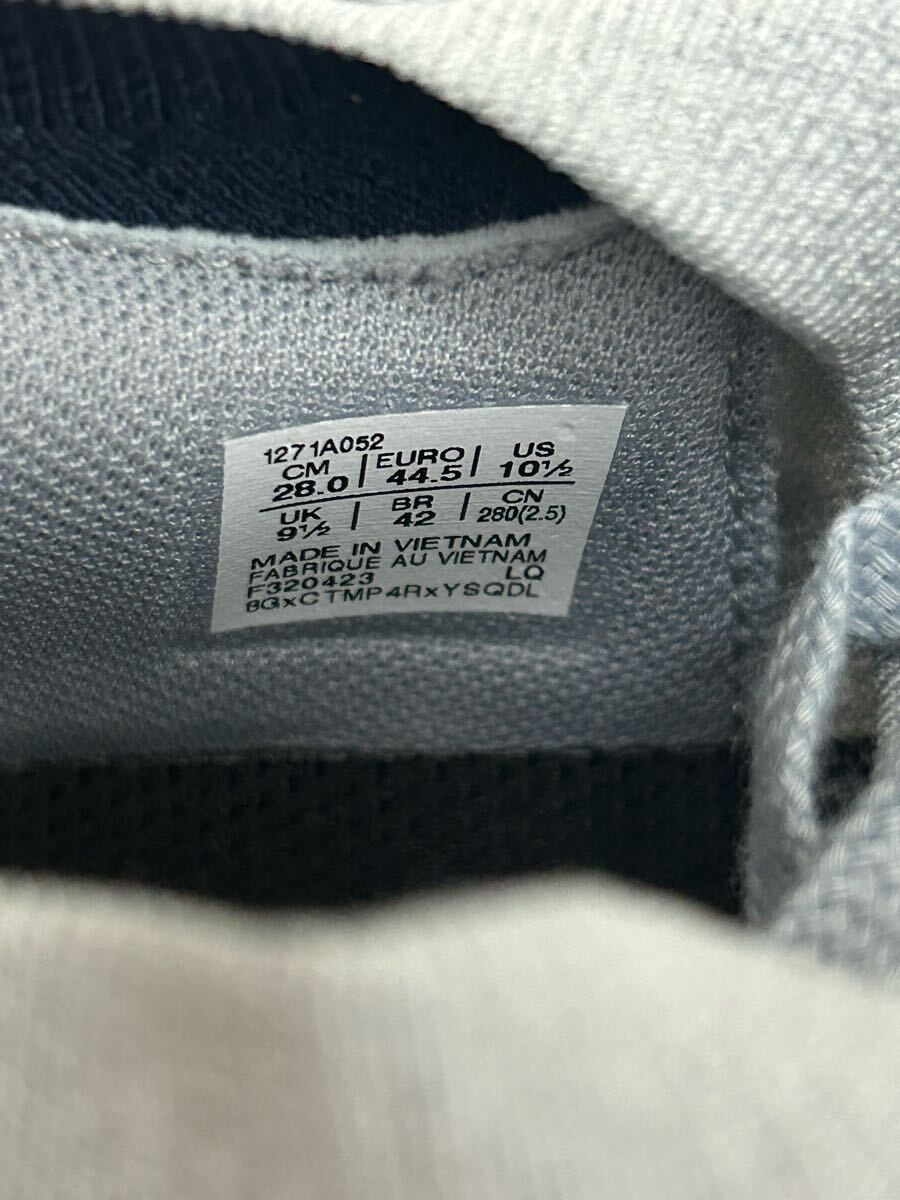 1271A052
CM | EURO | US
28.0 | 44.5 | 10½
UK | BR | CN
9½ | 42 | 280(2.5)
MADE IN VIETNAM
FABRIQUE AU VIETNAM
F320423 LQ
BGxCTMP4RxYSQDL